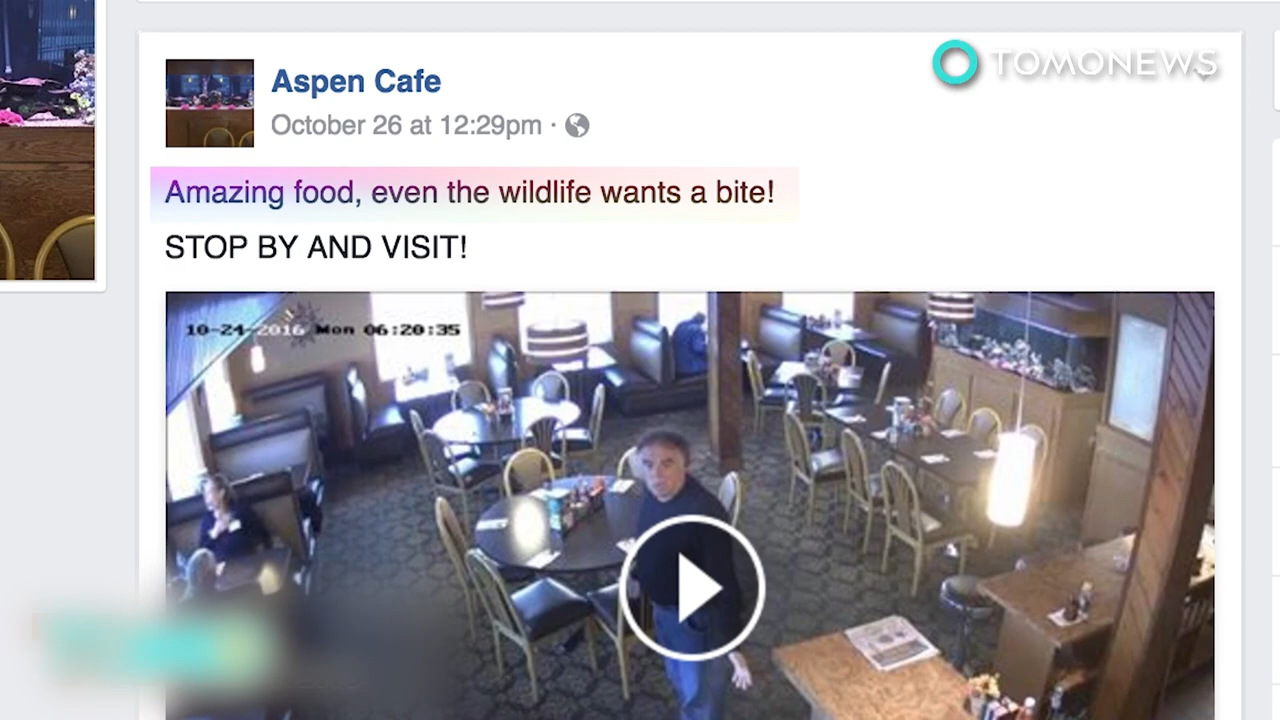 TOMONEWS
Aspen Cafe
October 26 at 12:29pm ·
Amazing food, even the wildlife wants a bite!
STOP BY AND VISIT!
10-24-2016 Mon 06:20:35